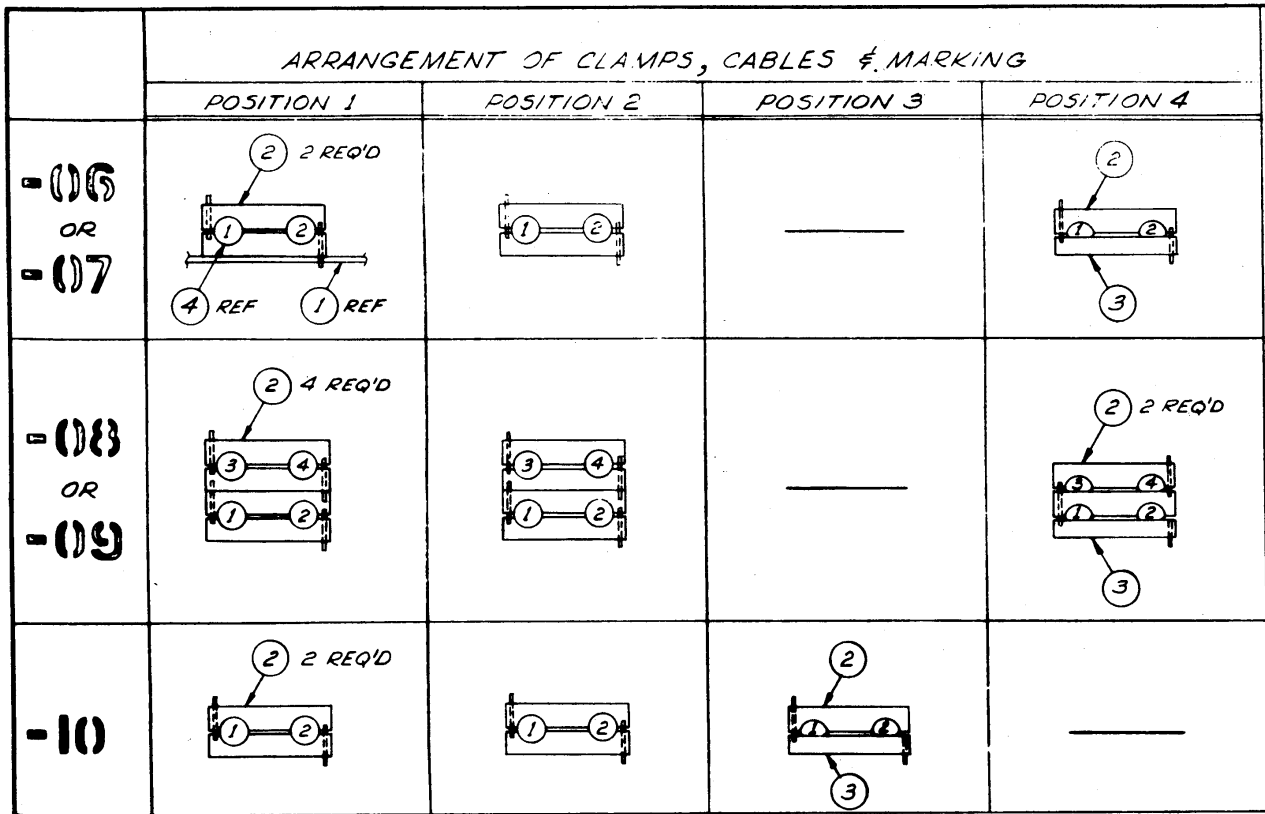 ARRANGEMENT OF CLAMPS, CABLES & MARKING
POSITION 1 POSITION 2 POSITION 3 POSITION 4
-06
OR
-07
2 2 REQ'D
1 2
4 REF 1 REF
1 2
2
1 2
3
-08
OR
-09
2 4 REQ'D
3 4
1 2
3 4
1 2
2 2 REQ'D
3 4
1 2
3
-10
2 2 REQ'D
1 2
1 2
2
1 2
3